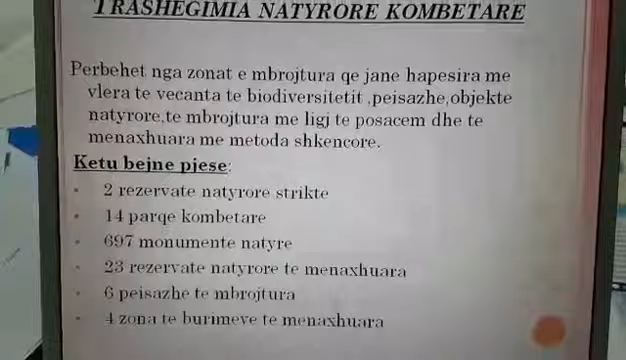 TRASHEGIMIA NATYRORE KOMBETARE
Perbehet nga zonat e mbrojtura qe jane hapesira me
vlera te vecanta te biodiversitetit ,peisazhe,objekte
natyrore,te mbrojtura me ligj te posacem dhe te
menaxhuara me metoda shkencore.
Ketu bejne pjese:
• 2 rezervate natyrore strikte
• 14 parqe kombetare
• 697 monumente natyre
• 23 rezervate natyrore te menaxhuara
• 6 peisazhe te mbrojtura
• 4 zona te burimeve te menaxhuara